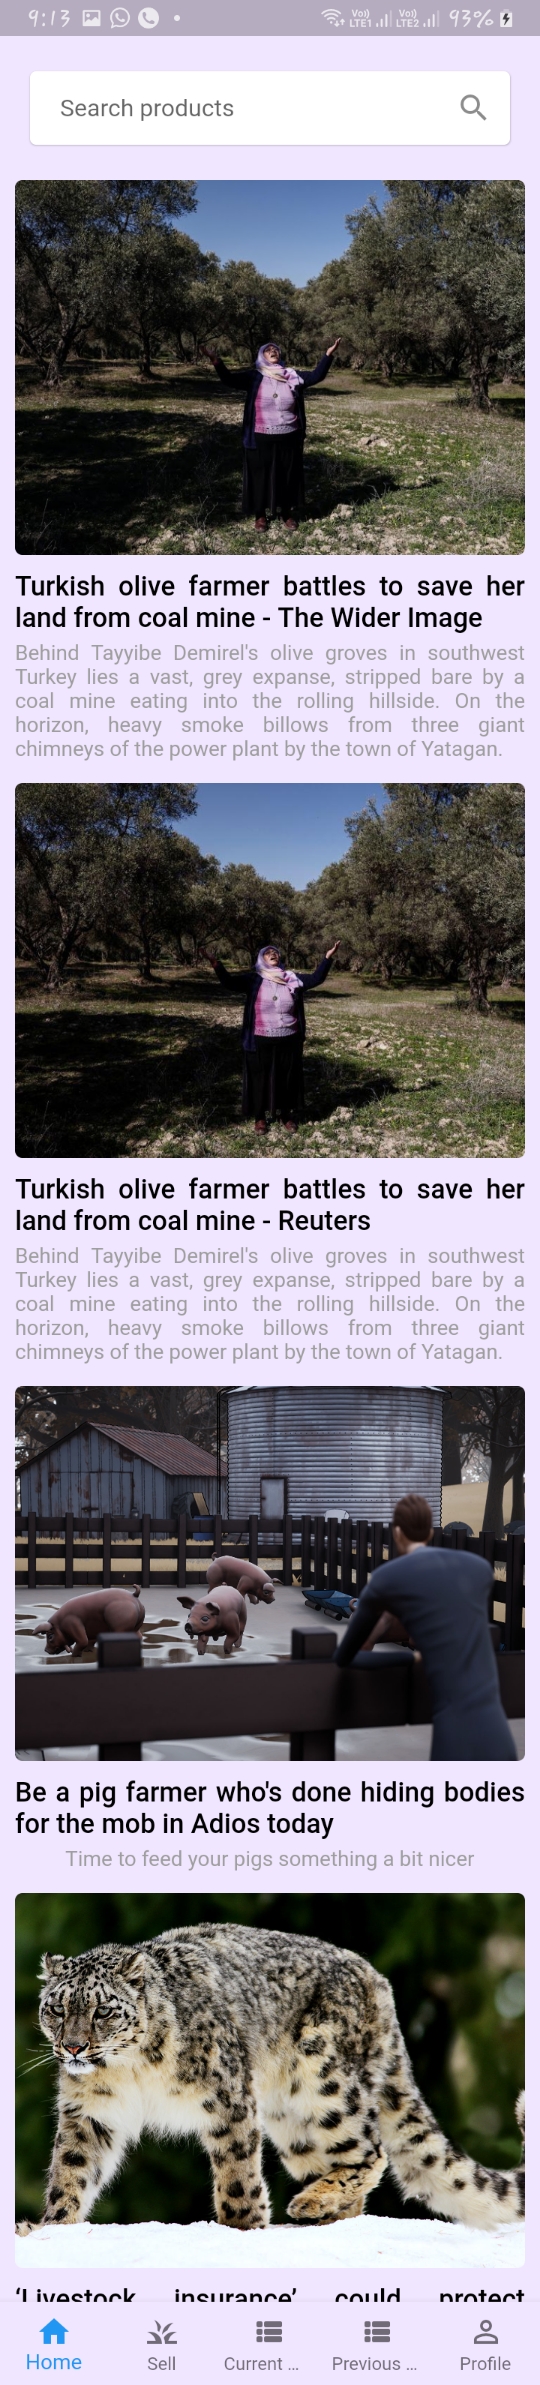 9:13
Vo) LTE1 Vo) LTE2 93%
Search products
Turkish olive farmer battles to save her
land from coal mine - The Wider Image
Behind Tayyibe Demirel's olive groves in southwest
Turkey lies a vast, grey expanse, stripped bare by a
coal mine eating into the rolling hillside. On the
horizon, heavy smoke billows from three giant
chimneys of the power plant by the town of Yatagan.
Turkish olive farmer battles to save her
land from coal mine - Reuters
Behind Tayyibe Demirel's olive groves in southwest
Turkey lies a vast, grey expanse, stripped bare by a
coal mine eating into the rolling hillside. On the
horizon, heavy smoke billows from three giant
chimneys of the power plant by the town of Yatagan.
Be a pig farmer who's done hiding bodies
for the mob in Adios today
Time to feed your pigs something a bit nicer
‘Livestock insurance’ could protect
Home Sell Current ... Previous ... Profile